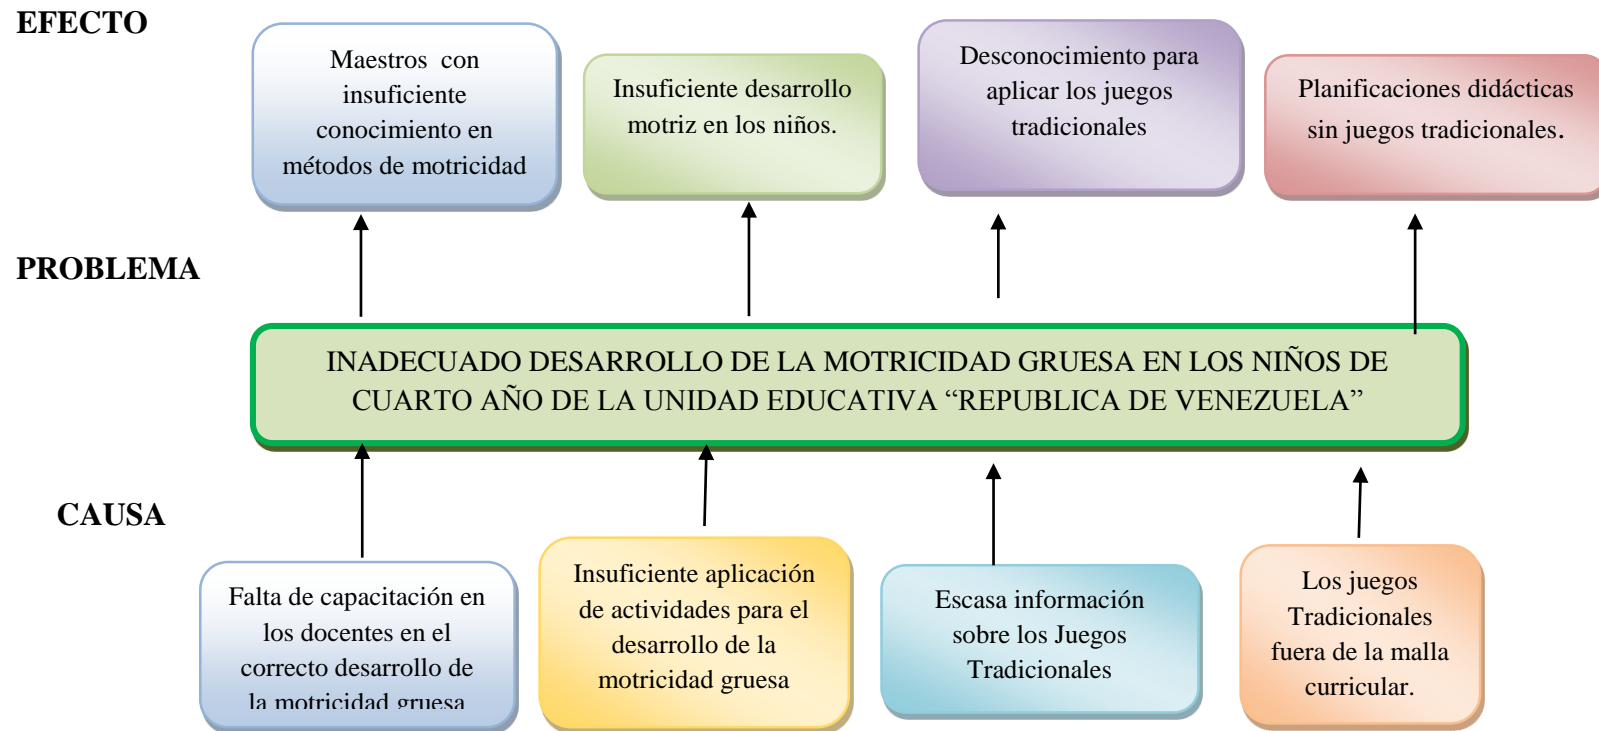 EFECTO
Maestros con
insuficiente
conocimiento en
métodos de motricidad
Insuficiente desarrollo
motriz en los niños.
Desconocimiento para
aplicar los juegos
tradicionales
Planificaciones didácticas
sin juegos tradicionales.
PROBLEMA
INADECUADO DESARROLLO DE LA MOTRICIDAD GRUESA EN LOS NIÑOS DE
CUARTO AÑO DE LA UNIDAD EDUCATIVA “REPUBLICA DE VENEZUELA”
CAUSA
Falta de capacitación en
los docentes en el
correcto desarrollo de
la motricidad gruesa
Insuficiente aplicación
de actividades para el
desarrollo de la
motricidad gruesa
Escasa información
sobre los Juegos
Tradicionales
Los juegos
Tradicionales
fuera de la malla
curricular.